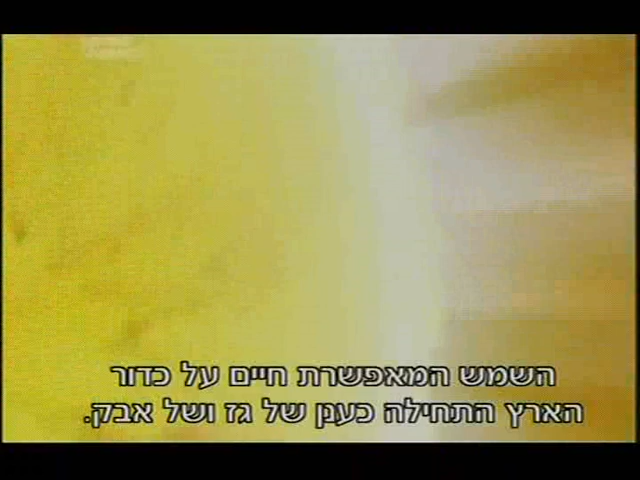 השמש המאפשרת חיים על כדור
הארץ התחילה כענן של גז ושל אבק.